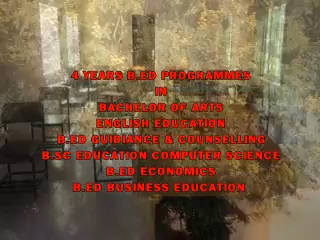 4 YEARS B.ED PROGRAMMES
IN
BACHELOR OF ARTS
ENGLISH EDUCATION
B.ED GUIDIANCE & COUNSELLING
B-SC EDUCATION COMPUTER SCIENCE
B.ED ECONOMICS
B.ED BUSINESS EDUCATION